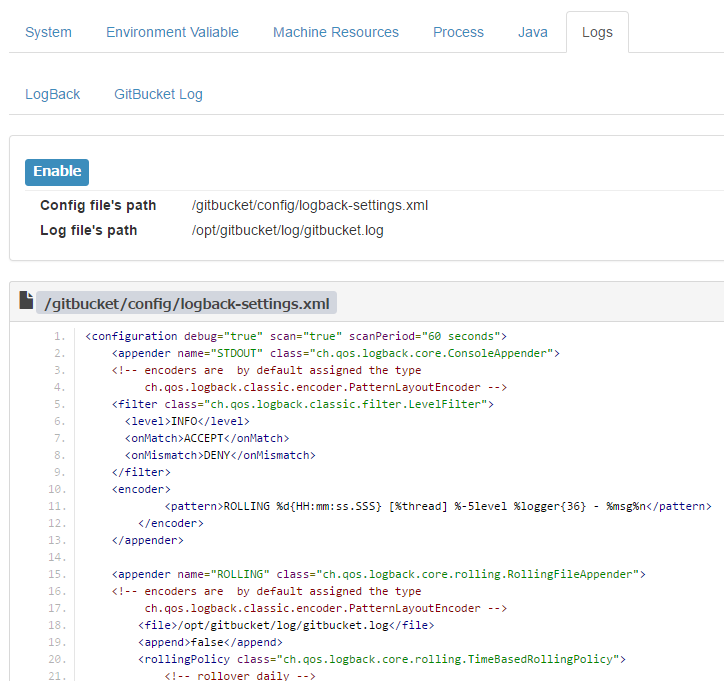 System Environment Valiable Machine Resources Process Java Logs
LogBack GitBucket Log
Enable
Config file's path /gitbucket/config/logback-settings.xml
Log file's path /opt/gitbucket/log/gitbucket.log
/gitbucket/config/logback-settings.xml
1. <configuration debug="true" scan="true" scanPeriod="60 seconds">
2. <appender name="STDOUT" class="ch.qos.logback.core.ConsoleAppender">
3. <!-- encoders are  by default assigned the type
4. ch.qos.logback.classic.encoder.PatternLayoutEncoder -->
5. <filter class="ch.qos.logback.classic.filter.LevelFilter">
6. <level>INFO</level>
7. <onMatch>ACCEPT</onMatch>
8. <onMismatch>DENY</onMismatch>
9. </filter>
10. <encoder>
11. <pattern>ROLLING %d{HH:mm:ss.SSS} [%thread] %-5level %logger{36} - %msg%n</pattern>
12. </encoder>
13. </appender>
14.
15. <appender name="ROLLING" class="ch.qos.logback.core.rolling.RollingFileAppender">
16. <!-- encoders are  by default assigned the type
17. ch.qos.logback.classic.encoder.PatternLayoutEncoder -->
18. <file>/opt/gitbucket/log/gitbucket.log</file>
19. <append>false</append>
20. <rollingPolicy class="ch.qos.logback.core.rolling.TimeBasedRollingPolicy">
21. <!-- rollover daily -->